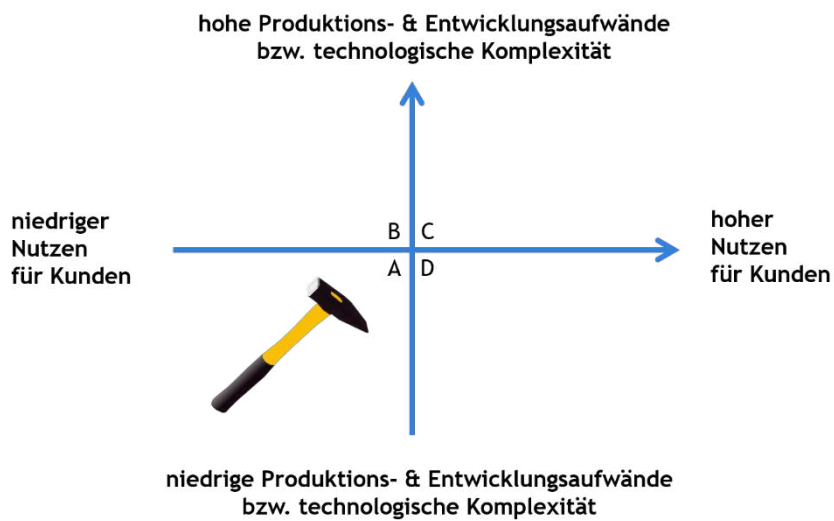 hohe Produktions- & Entwicklungsaufwände
bzw. technologische Komplexität
niedriger
Nutzen
für Kunden
B C
A D
hoher
Nutzen
für Kunden
niedrige Produktions- & Entwicklungsaufwände
bzw. technologische Komplexität